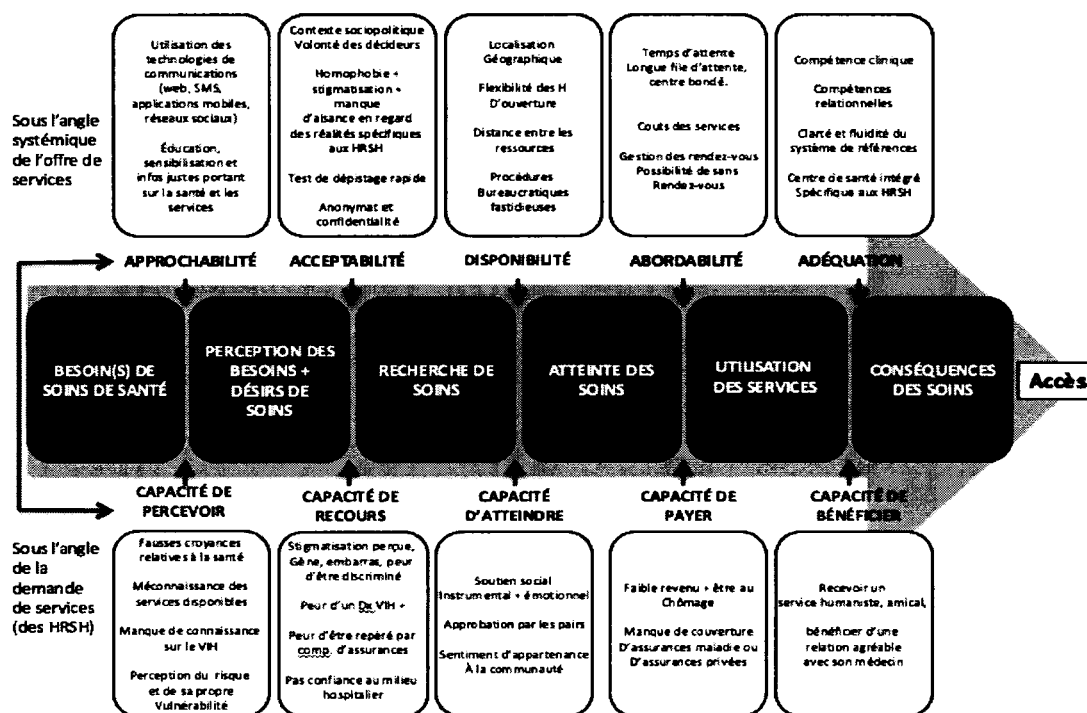 Utilisation des
technologies de
communications
(web, SMS,
applications mobiles,
réseaux sociaux)
Éducation,
sensibilisation et
infos justes portant
sur la santé et les
services
Contexte sociopolitique
Volonté des décideurs
Homophobie +
stigmatisation +
manque
d'aisance en regard
des réalités spécifiques
aux HRSH
Test de dépistage rapide
Anonymat et
confidentialité
Localisation
Géographique
Flexibilité des H
D'ouverture
Distance entre les
ressources
Procédures
Bureaucratiques
fastidieuses
Temps d'attente
Longue file d'attente,
centre bondé.
Couts des services
Gestion des rendez-vous
Possibilité de sans
Rendez-vous
Compétence clinique
Compétences
relationnelles
Clarté et fluidité du
système de références
Centre de santé intégré
Spécifique aux HRSH
Sous l'angle
systémique
de l'offre de
services
APPROCHABILITÉ
ACCEPTABILITÉ
DISPONIBILITÉ
ABORDABILITÉ
ADÉQUATION
BESOIN(S) DE
SOINS DE SANTÉ
PERCEPTION DES
BESOINS +
DÉSIRS DE
SOINS
RECHERCHE DE
SOINS
ATTEINTE DES
SOINS
UTILISATION
DES SERVICES
CONSÉQUENCES
DES SOINS
Accès
CAPACITÉ DE
PERCEVOIR
CAPACITÉ DE
RECOURS
CAPACITÉ
D'ATTEINDRE
CAPACITÉ DE
PAYER
CAPACITÉ DE
BÉNÉFICIER
Sous l'angle
de la
demande
de services
(des HRSH)
Fausses croyances
relatives à la santé
Méconnaissance des
services disponibles
Manque de connaissance
sur le VIH
Perception du risque
et de sa propre
Vulnérabilité
Stigmatisation perçue,
Gêne, embarras, peur
d'être discriminé
Peur d'un Dx VIH +
Peur d'être repéré par
comp. d'assurances
Pas confiance au milieu
hospitalier
Soutien social
Instrumental + émotionnel
Approbation par les pairs
Sentiment d'appartenance
À la communauté
Faible revenu + être au
Chômage
Manque de couverture
D'assurances maladie ou
D'assurances privées
Recevoir un
service humaniste, amical,
bénéficier d'une
relation agréable
avec son médecin